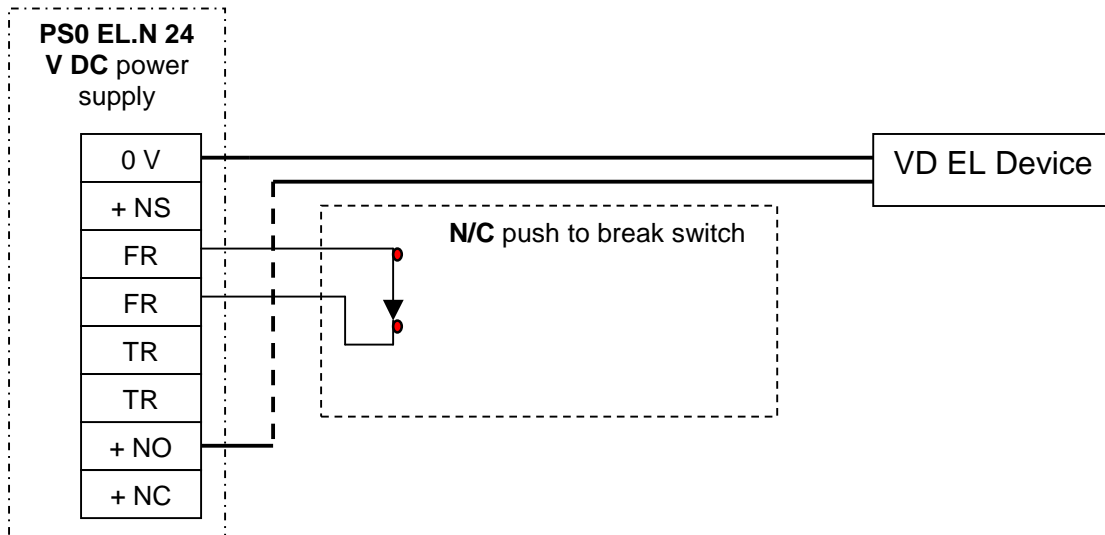 PS0 EL.N 24
V DC power
supply
0 V
+ NS
FR
FR
TR
TR
+ NO
+ NC
VD EL Device
N/C push to break switch